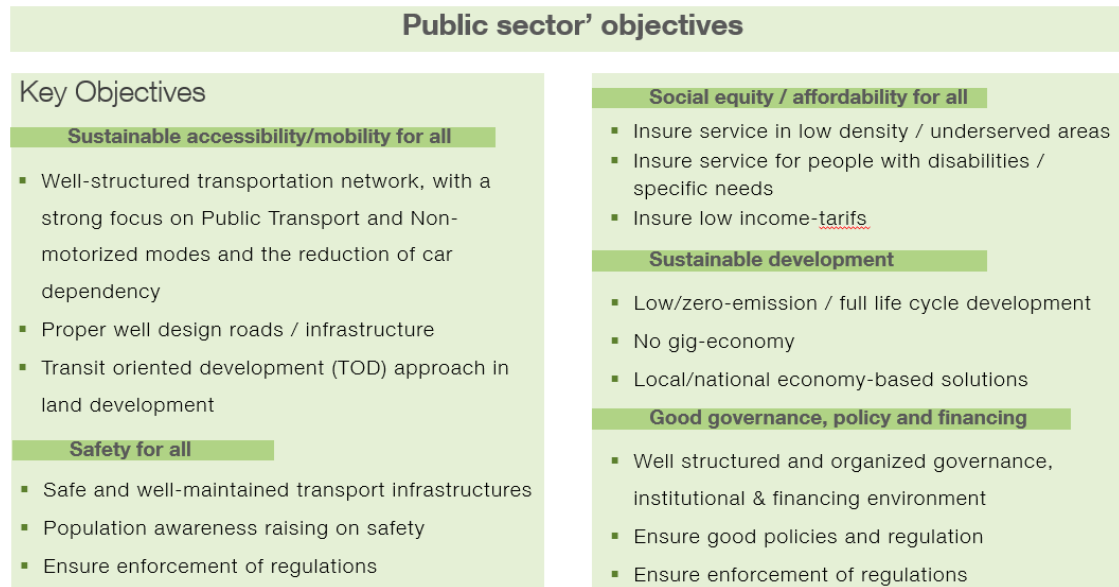 Public sector’ objectives
Key Objectives
Sustainable accessibility/mobility for all
▪ Well-structured transportation network, with a
strong focus on Public Transport and Non-
motorized modes and the reduction of car
dependency
▪ Proper well design roads / infrastructure
▪ Transit oriented development (TOD) approach in
land development
Safety for all
▪ Safe and well-maintained transport infrastructures
▪ Population awareness raising on safety
▪ Ensure enforcement of regulations
Social equity / affordability for all
▪ Insure service in low density / underserved areas
▪ Insure service for people with disabilities /
specific needs
▪ Insure low income-tarifs
Sustainable development
▪ Low/zero-emission / full life cycle development
▪ No gig-economy
▪ Local/national economy-based solutions
Good governance, policy and financing
▪ Well structured and organized governance,
institutional & financing environment
▪ Ensure good policies and regulation
▪ Ensure enforcement of regulations